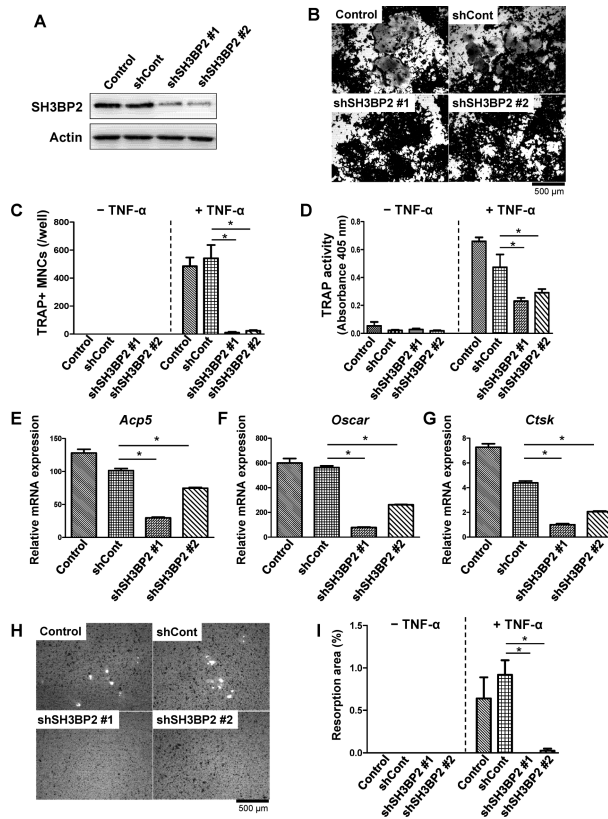 A
Control
shCont
shSH3BP2 #1
shSH3BP2 #2
SH3BP2
Actin
B
Control
shCont
shSH3BP2 #1
shSH3BP2 #2
500 μm
C
− TNF-α
+ TNF-α
TRAP+ MNCs (/well)
800
600
400
200
0
*
*
Control
shCont
shSH3BP2 #1
shSH3BP2 #2
Control
shCont
shSH3BP2 #1
shSH3BP2 #2
D
− TNF-α
+ TNF-α
TRAP activity
(Absorbance 405 nm)
0.8
0.6
0.4
0.2
0.0
*
*
Control
shCont
shSH3BP2 #1
shSH3BP2 #2
Control
shCont
shSH3BP2 #1
shSH3BP2 #2
E
Acp5
Relative mRNA expression
150
100
50
0
*
*
Control
shCont
shSH3BP2 #1
shSH3BP2 #2
F
Oscar
Relative mRNA expression
800
600
400
200
0
*
*
Control
shCont
shSH3BP2 #1
shSH3BP2 #2
G
Ctsk
Relative mRNA expression
8
6
4
2
0
*
*
Control
shCont
shSH3BP2 #1
shSH3BP2 #2
H
Control
shCont
shSH3BP2 #1
shSH3BP2 #2
500 μm
I
− TNF-α
+ TNF-α
Resorption area (%)
1.5
1.0
0.5
0.0
*
*
Control
shCont
shSH3BP2 #1
shSH3BP2 #2
Control
shCont
shSH3BP2 #1
shSH3BP2 #2